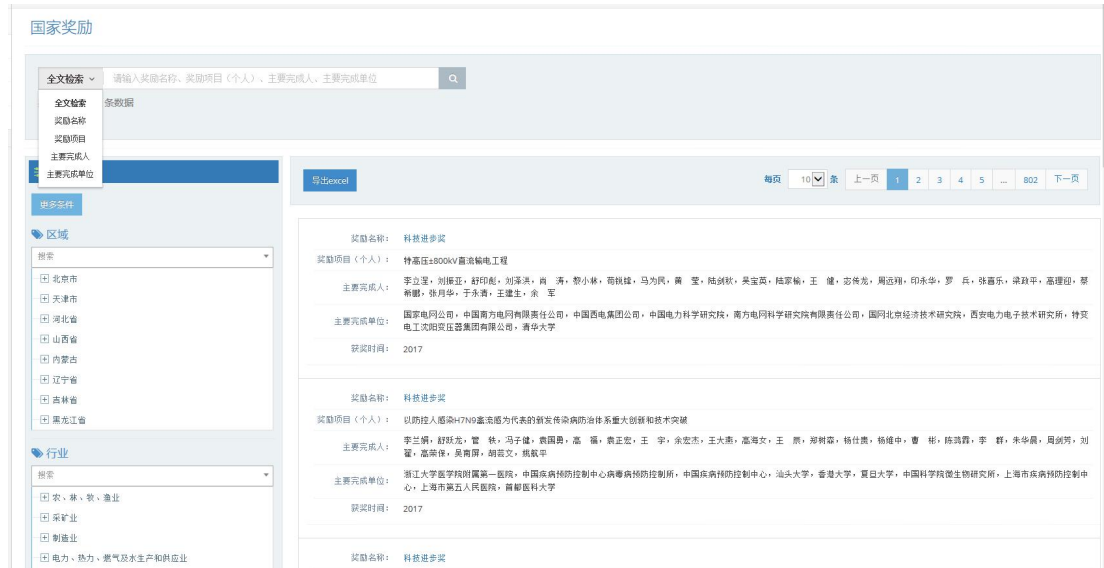 国家奖励
全文检索
请输入奖励名称、奖励项目（个人）、主要完成人、主要完成单位
全文检索
条数据
奖励名称
奖励项目
主要完成人
主要完成单位
导出excel
每页 10 条 上一页 1 2 3 4 5 ... 802 下一页
更多条件
区域
搜索
北京市
天津市
河北省
山西省
内蒙古
辽宁省
吉林省
黑龙江省
行业
搜索
农、林、牧、渔业
采矿业
制造业
电力、热力、燃气及水生产和供应业
奖励名称： 科技进步奖
奖励项目（个人）： 特高压±800kV直流输电工程
主要完成人： 李立浧，刘振亚，舒印彪，刘泽洪，肖 涛，黎小林，苟锐锋，马为民，黄 莹，陆剑秋，吴宝英，陆家榆，王 健，宓传龙，周远翔，印永华，罗 兵，张喜乐，梁政平，高理迎，蔡
希鹏，张月华，于永清，王建生，余 军
主要完成单位： 国家电网公司，中国南方电网有限责任公司，中国西电集团公司，中国电力科学研究院，南方电网科学研究院有限责任公司，国网北京经济技术研究院，西安电力电子技术研究所，特变
电工沈阳变压器集团有限公司，清华大学
获奖时间： 2017
奖励名称： 科技进步奖
奖励项目（个人）： 以防控人感染H7N9禽流感为代表的新发传染病防治体系重大创新和技术突破
主要完成人： 李兰娟，舒跃龙，管 轶，冯子健，袁国勇，高 福，袁正宏，王 宇，余宏杰，王大燕，高海女，王 辰，郑树森，杨仕贵，杨维中，曹 彬，陈鸿霖，李 群，朱华晨，周剑芳，刘
翟，高荣保，吴南屏，胡芸文，姚航平
主要完成单位： 浙江大学医学院附属第一医院，中国疾病预防控制中心病毒病预防控制所，中国疾病预防控制中心，汕头大学，香港大学，复旦大学，中国科学院微生物研究所，上海市疾病预防控制中
心，上海市第五人民医院，首都医科大学
获奖时间： 2017
奖励名称： 科技进步奖